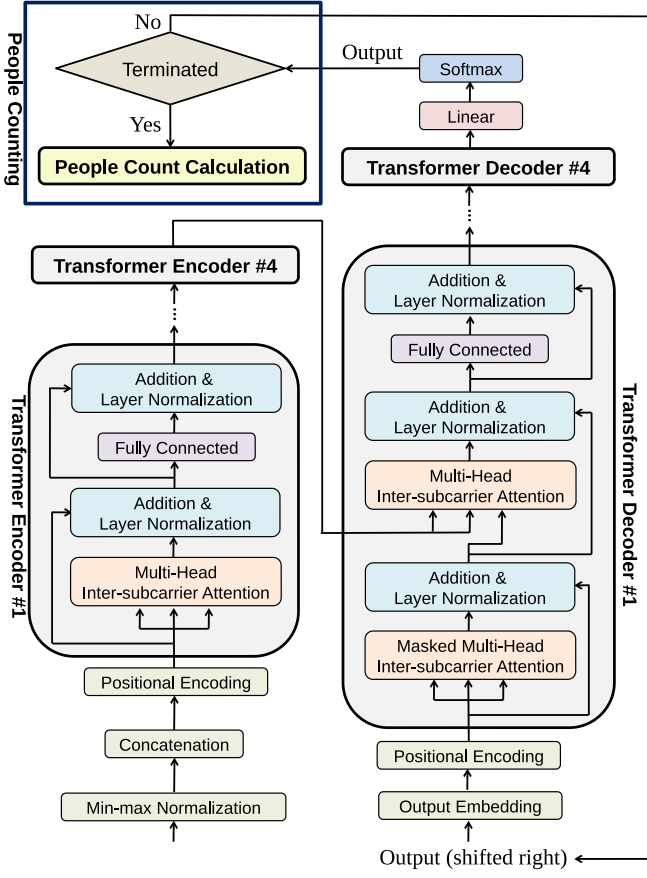 People Counting
No
Terminated
Yes
People Count Calculation
Output
Softmax
Linear
Transformer Decoder #4
Transformer Encoder #4
...
Transformer Encoder #1
Addition &
Layer Normalization
Fully Connected
Addition &
Layer Normalization
Multi-Head
Inter-subcarrier Attention
Positional Encoding
Concatenation
Min-max Normalization
...
Transformer Decoder #1
Addition &
Layer Normalization
Fully Connected
Addition &
Layer Normalization
Multi-Head
Inter-subcarrier Attention
Addition &
Layer Normalization
Masked Multi-Head
Inter-subcarrier Attention
Positional Encoding
Output Embedding
Output (shifted right)